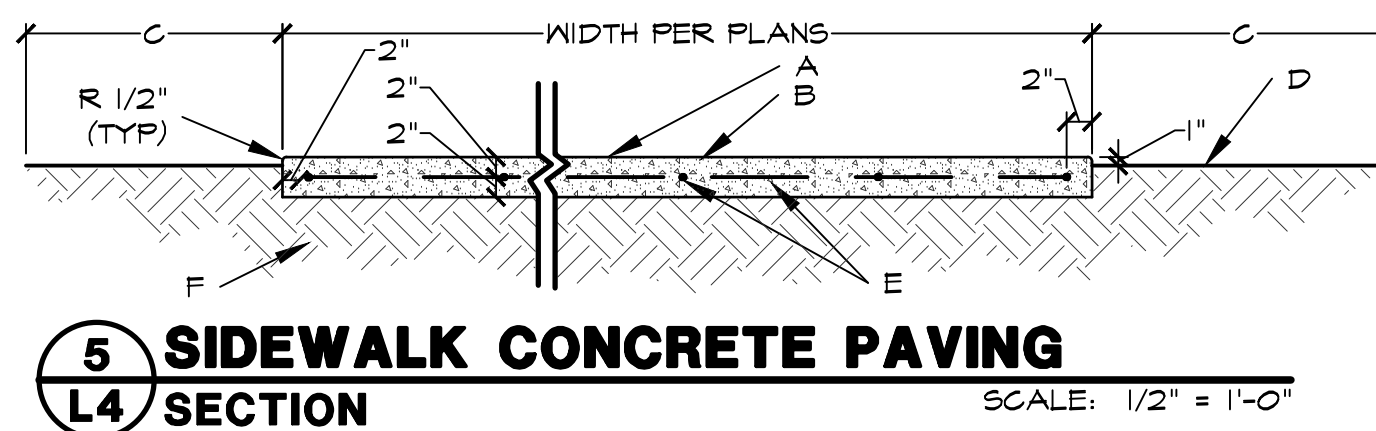 C
WIDTH PER PLANS
C
2"
A
2"
D
R 1/2"
2"
B
(TYP)
2"
1"
F
E
5
SIDEWALK CONCRETE PAVING
L4
SECTION
SCALE: 1/2" = 1'-0"